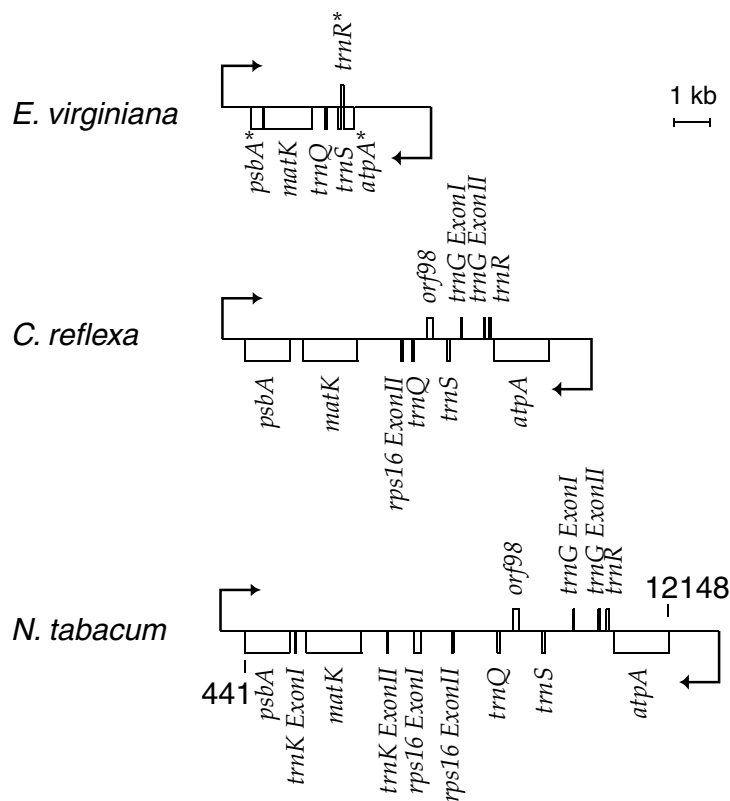 trnR*
E. virginiana
1 kb
psbA*
matK
trnQ
trnS
atpA*
orf98
trnG ExonI
trnG ExonII
trnR
C. reflexa
psbA
matK
rps16 ExonII
trnQ
trnS
atpA
orf98
trnG ExonI
trnG ExonII
trnR
12148
N. tabacum
441
psbA
trnK ExonI
matK
trnK ExonII
rps16 ExonI
rps16 ExonII
trnQ
trnS
atpA